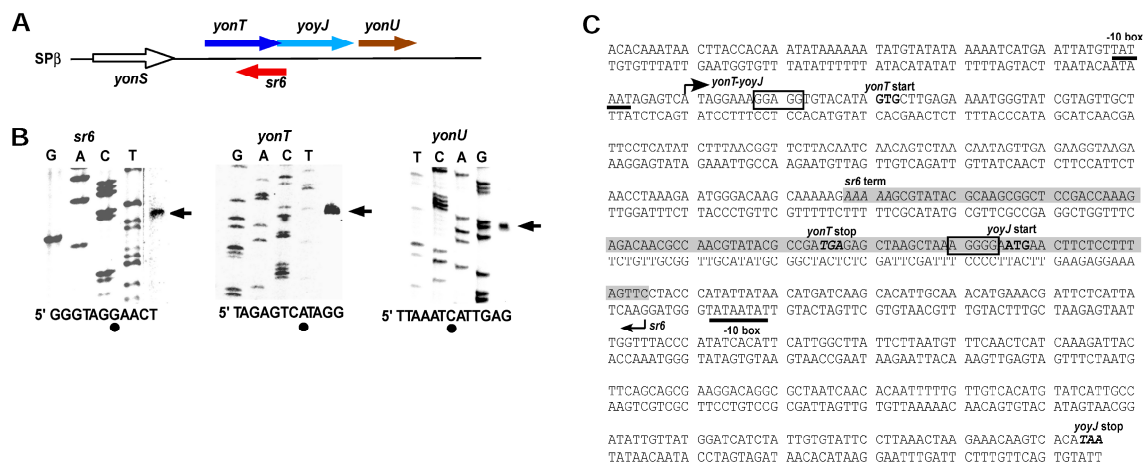 A
yonT yoyJ yonU
SPβ
yonS
sr6
B
sr6
G A C T
5' GGGTAGGAACT
yonT
G A C T
5' TAGAGTCATAGG
yonU
T C A G
5' TTAAATCATTGAG
C
-10 box
ACACAAATAA CTTACCACAA ATATAAAAAA TATGTATATA AAAATCATGA ATTATGTTAT
TGTGTTTATT GAATGGTGTT TATATTTTTT ATACATATAT TTTTAGTACT TAATACAATA
yonT-yoyJ yonT start
AATAGAGTCA TAGGAAAGGA GGTGTACATA GTGCTTGAGA AAATGGGTAT CGTAGTTGCT
TTATCTCAGT ATCCTTTCCT CCACATGTAT CACGAACTCT TTTACCCATA GCATCAACGA
TTCCTCATAT CTTTAACGGT TCTTACAATC AACAGTCTAA CAATAGTTGA GAAGGTAAGA
AAGGAGTATA GAAATTGCCA AGAATGTTAG TTGTCAGATT GTTATCAACT CTTCCATTCT
sr6 term
AACCTAAAGA ATGGGACAAG CAAAAAGAAA AAGCGTATAC GCAAGCGGCT CCGACCAAAG
TTGGATTTCT TACCCTGTTC GTTTTTCTTT TTCGCATATG CGTTCGCCGA GGCTGGTTTC
yonT stop yoyJ start
AGACAACGCC AACGTATACG CCGATGAGAG CTAAGCTAAA GGGGAATGAA CTTCTCCTTT
TCTGTTGCGG TTGCATATGC GGCTACTCTC GATTCGATTT CCCCTTACTT GAAGAGGAAA
AGTTCCTACC CATATTATAA CATGATCAAG CACATTGCAA ACATGAAACG ATTCTCATTA
TCAAGGATGG GTATAATATT GTACTAGTTC GTGTAACGTT TGTACTTTGC TAAGAGTAAT
sr6 -10 box
TGGTTTACCC ATATCACATT CATTGGCTTA TTCTTAATGT TTCAACTCAT CAAAGATTAC
ACCAAATGGG TATAGTGTAA GTAACCGAAT AAGAATTACA AAGTTGAGTA GTTTCTAATG
TTCAGCAGCG AAGGACAGGC GCTAATCAAC ACAATTTTTG TTGTCACATG TATCATTGCC
AAGTCGTCGC TTCCTGTCCG CGATTAGTTG TGTTAAAAAC AACAGTGTAC ATAGTAACGG
yoyJ stop
ATATTGTTAT GGATCATCTA TTGTGTATTC CTTAAACTAA GAAACAAGTC ACATAA
TATAACAATA CCTAGTAGAT AACACATAAG GAATTTGATT CTTTGTTCAG TGTATT